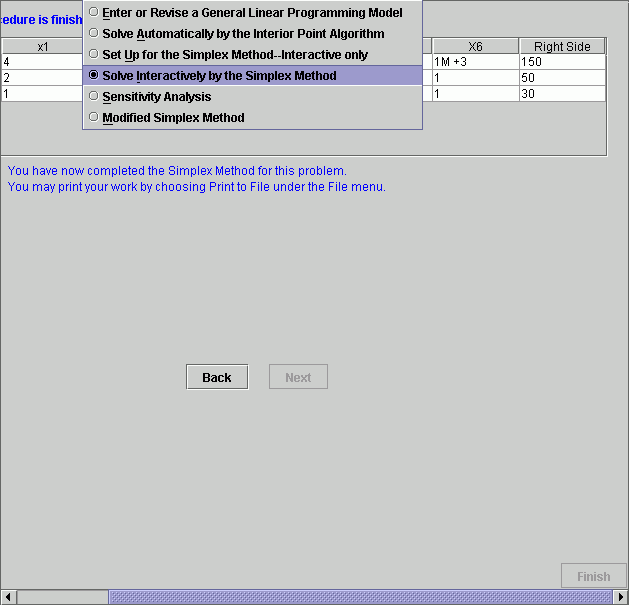 cedure is finish
Enter or Revise a General Linear Programming Model
Solve Automatically by the Interior Point Algorithm
Set Up for the Simplex Method--Interactive only
Solve Interactively by the Simplex Method
Sensitivity Analysis
Modified Simplex Method
x1 X6 Right Side
4 1M +3 150
2 1 50
1 1 30
You have now completed the Simplex Method for this problem.
You may print your work by choosing Print to File under the File menu.
Back Next
Finish